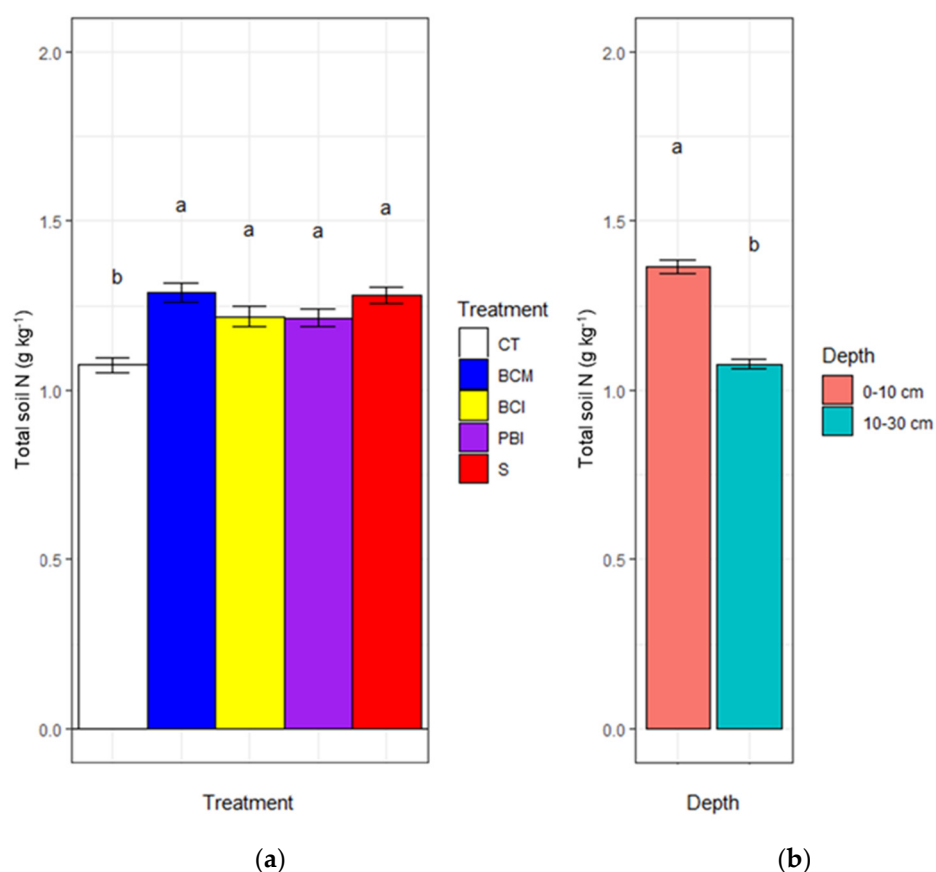 2.0
1.5
1.0
0.5
0.0
Total soil N (g kg⁻¹)
b
a
a
a
a
Treatment
Treatment
CT
BCM
BCI
PBI
S
(a)
2.0
1.5
1.0
0.5
0.0
Total soil N (g kg⁻¹)
a
b
Depth
Depth
0-10 cm
10-30 cm
(b)